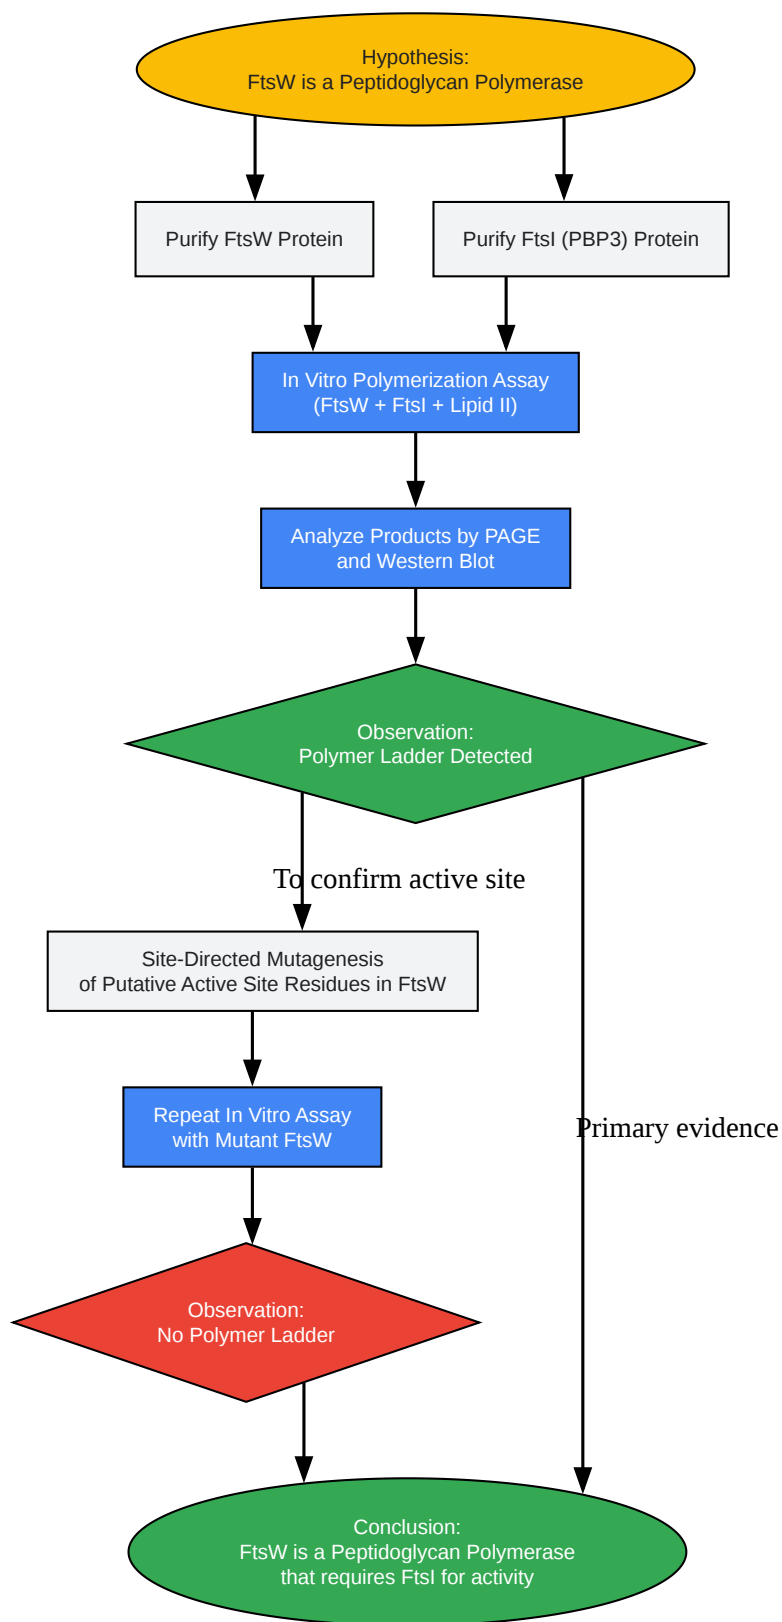 Hypothesis:
FtsW is a Peptidoglycan Polymerase
Purify FtsW Protein
Purify FtsI (PBP3) Protein
In Vitro Polymerization Assay
(FtsW + FtsI + Lipid II)
Analyze Products by PAGE
and Western Blot
Observation:
Polymer Ladder Detected
To confirm active site
Site-Directed Mutagenesis
of Putative Active Site Residues in FtsW
Repeat In Vitro Assay
with Mutant FtsW
Primary evidence
Observation:
No Polymer Ladder
Conclusion:
FtsW is a Peptidoglycan Polymerase
that requires FtsI for activity